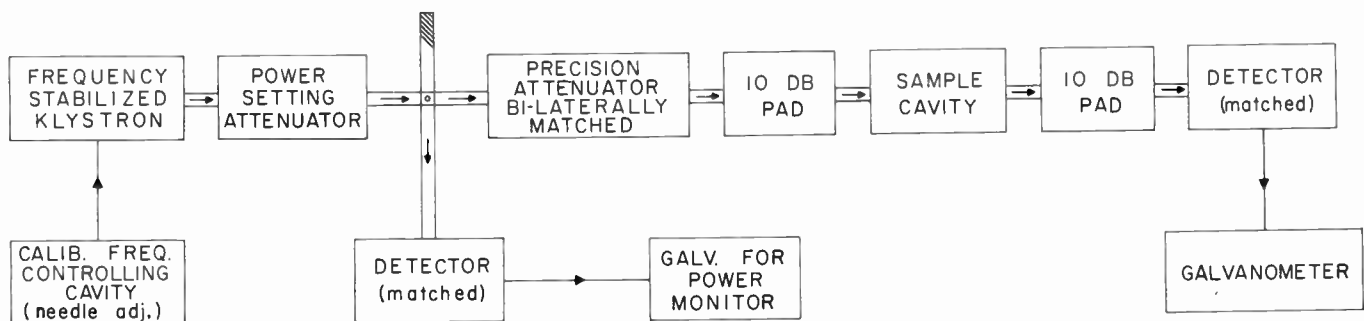 FREQUENCY
STABILIZED
KLYSTRON
POWER
SETTING
ATTENUATOR
PRECISION
ATTENUATOR
BI-LATERALLY
MATCHED
10 DB
PAD
SAMPLE
CAVITY
10 DB
PAD
DETECTOR
(matched)
CALIB. FREQ.
CONTROLLING
CAVITY
(needle adj.)
DETECTOR
(matched)
GALV. FOR
POWER
MONITOR
GALVANOMETER